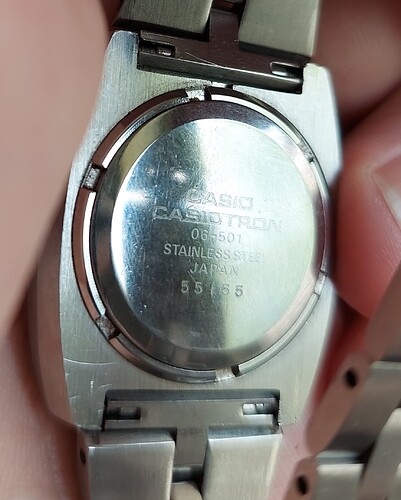 CASIO
CASIOTRON
06-501
STAINLESS STEEL
JAPAN